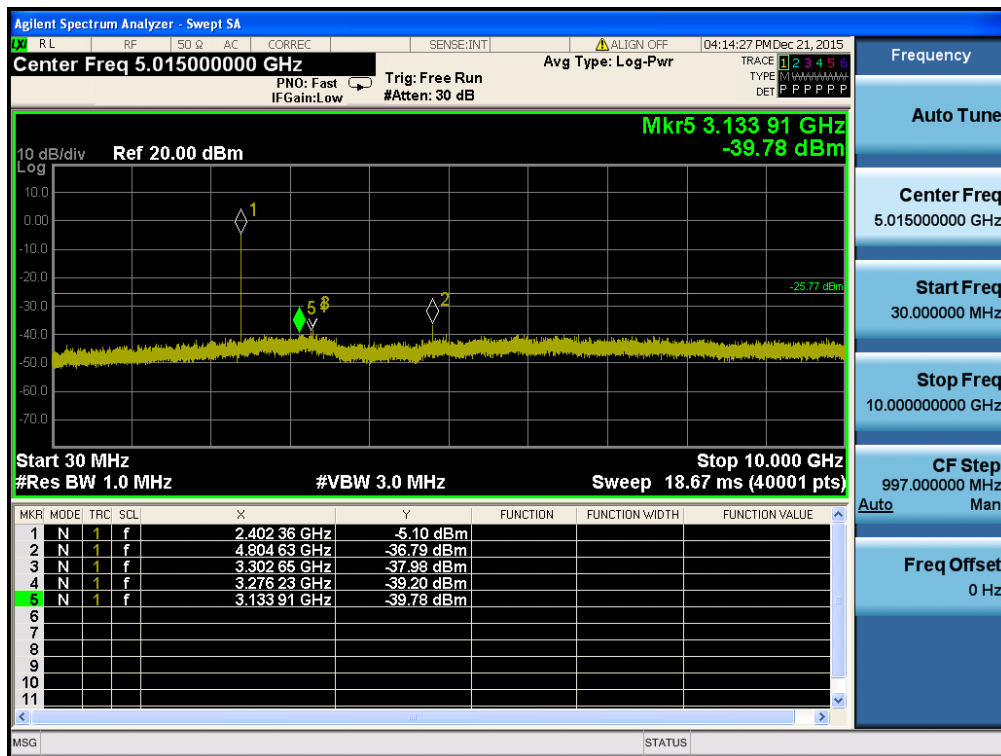 Agilent Spectrum Analyzer - Swept SA
LXI RL RF 50 Ω AC CORREC SENSE:INT ALIGN OFF 04:14:27 PM Dec 21, 2015
Center Freq 5.015000000 GHz
PNO: Fast
IFGain:Low
Trig: Free Run
#Atten: 30 dB
Avg Type: Log-Pwr
TRACE 1 2 3 4 5 6
TYPE M
DET P P P P P P
Mkr5 3.133 91 GHz
-39.78 dBm
10 dB/div Ref 20.00 dBm
Log
10.0
0.00
-10.0
-20.0
-30.0
-40.0
-50.0
-60.0
-70.0
1
2
5
-25.77 dBm
Start 30 MHz Stop 10.000 GHz
#Res BW 1.0 MHz #VBW 3.0 MHz Sweep 18.67 ms (40001 pts)
MKR MODE TRC SCL X Y FUNCTION FUNCTION WIDTH FUNCTION VALUE
1 N 1 f 2.402 36 GHz -5.10 dBm
2 N 1 f 4.804 63 GHz -36.79 dBm
3 N 1 f 3.302 65 GHz -37.98 dBm
4 N 1 f 3.276 23 GHz -39.20 dBm
5 N 1 f 3.133 91 GHz -39.78 dBm
6
7
8
9
10
11
MSG STATUS
Frequency
Auto Tune
Center Freq
5.015000000 GHz
Start Freq
30.000000 MHz
Stop Freq
10.000000000 GHz
CF Step
997.000000 MHz
Auto Man
Freq Offset
0 Hz